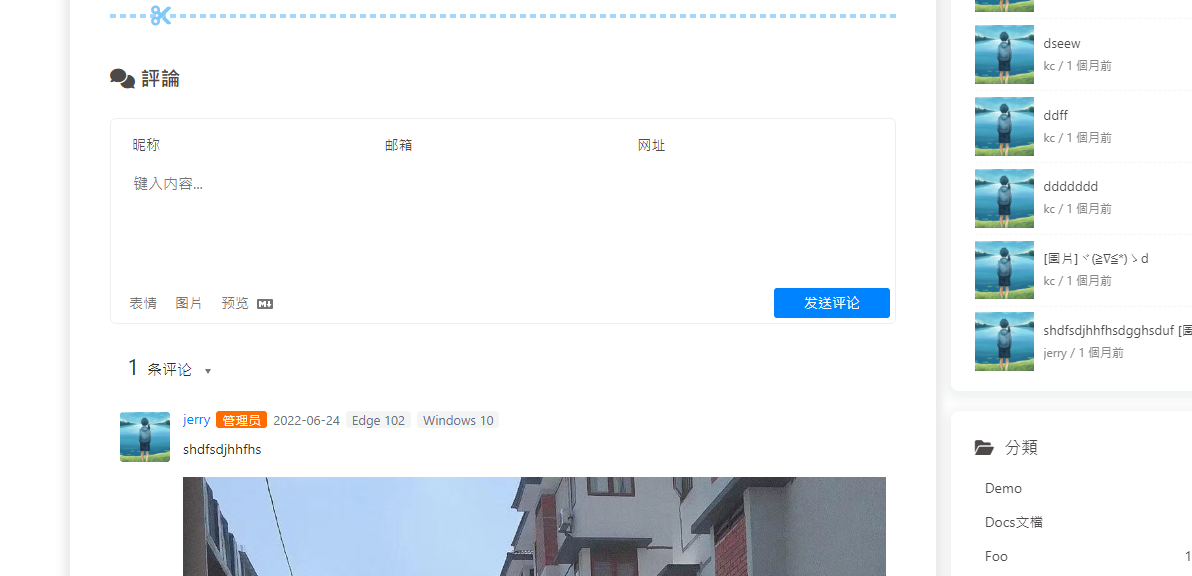 評論
昵称 邮箱 网址
键入内容...
表情 图片 预览
发送评论
1 条评论
jerry 管理员 2022-06-24 Edge 102 Windows 10
shdfsdjhhfhs
dseew
kc / 1 個月前
ddff
kc / 1 個月前
ddddddd
kc / 1 個月前
[圖片]ヾ(≧∇≦*)ゝd
kc / 1 個月前
shdfsdjhhfhsdgghsduf [圖
jerry / 1 個月前
分類
Demo
Docs文檔
Foo 1